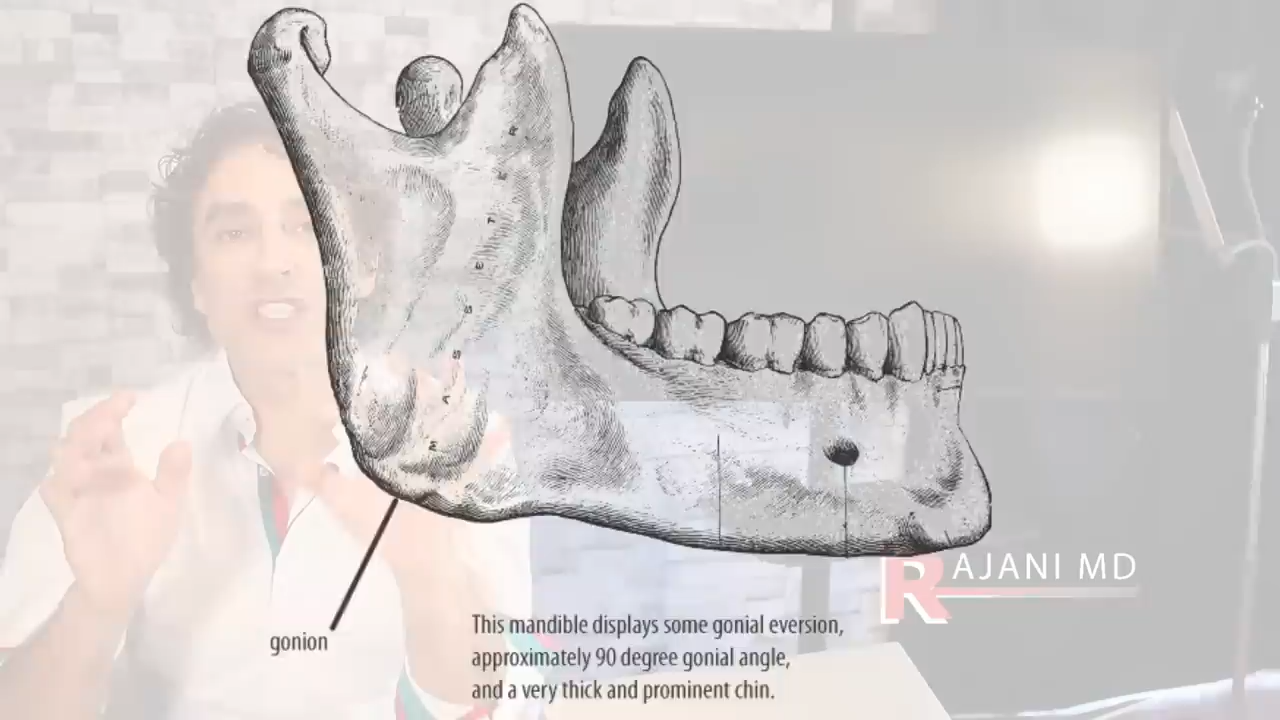 M A S S E T E R
RAJANI MD
gonion
This mandible displays some gonial eversion,
approximately 90 degree gonial angle,
and a very thick and prominent chin.